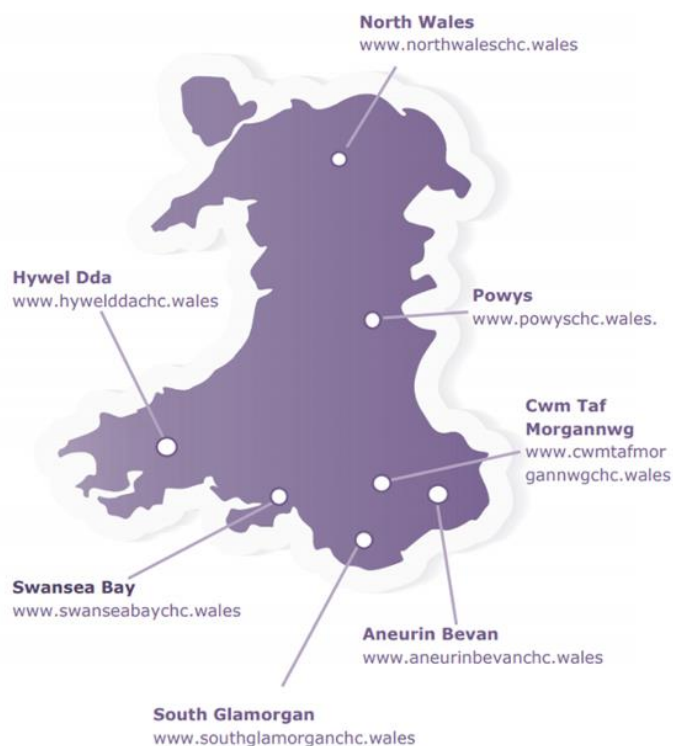 North Wales
www.northwaleschc.wales
Hywel Dda
www.hywelddachc.wales
Powys
www.powyschc.wales.
Cwm Taf
Morgannwg
www.cwmtafmor
gannwgchc.wales
Swansea Bay
www.swanseabaychc.wales
Aneurin Bevan
www.aneurinbevanchc.wales
South Glamorgan
www.southglamorganchc.wales